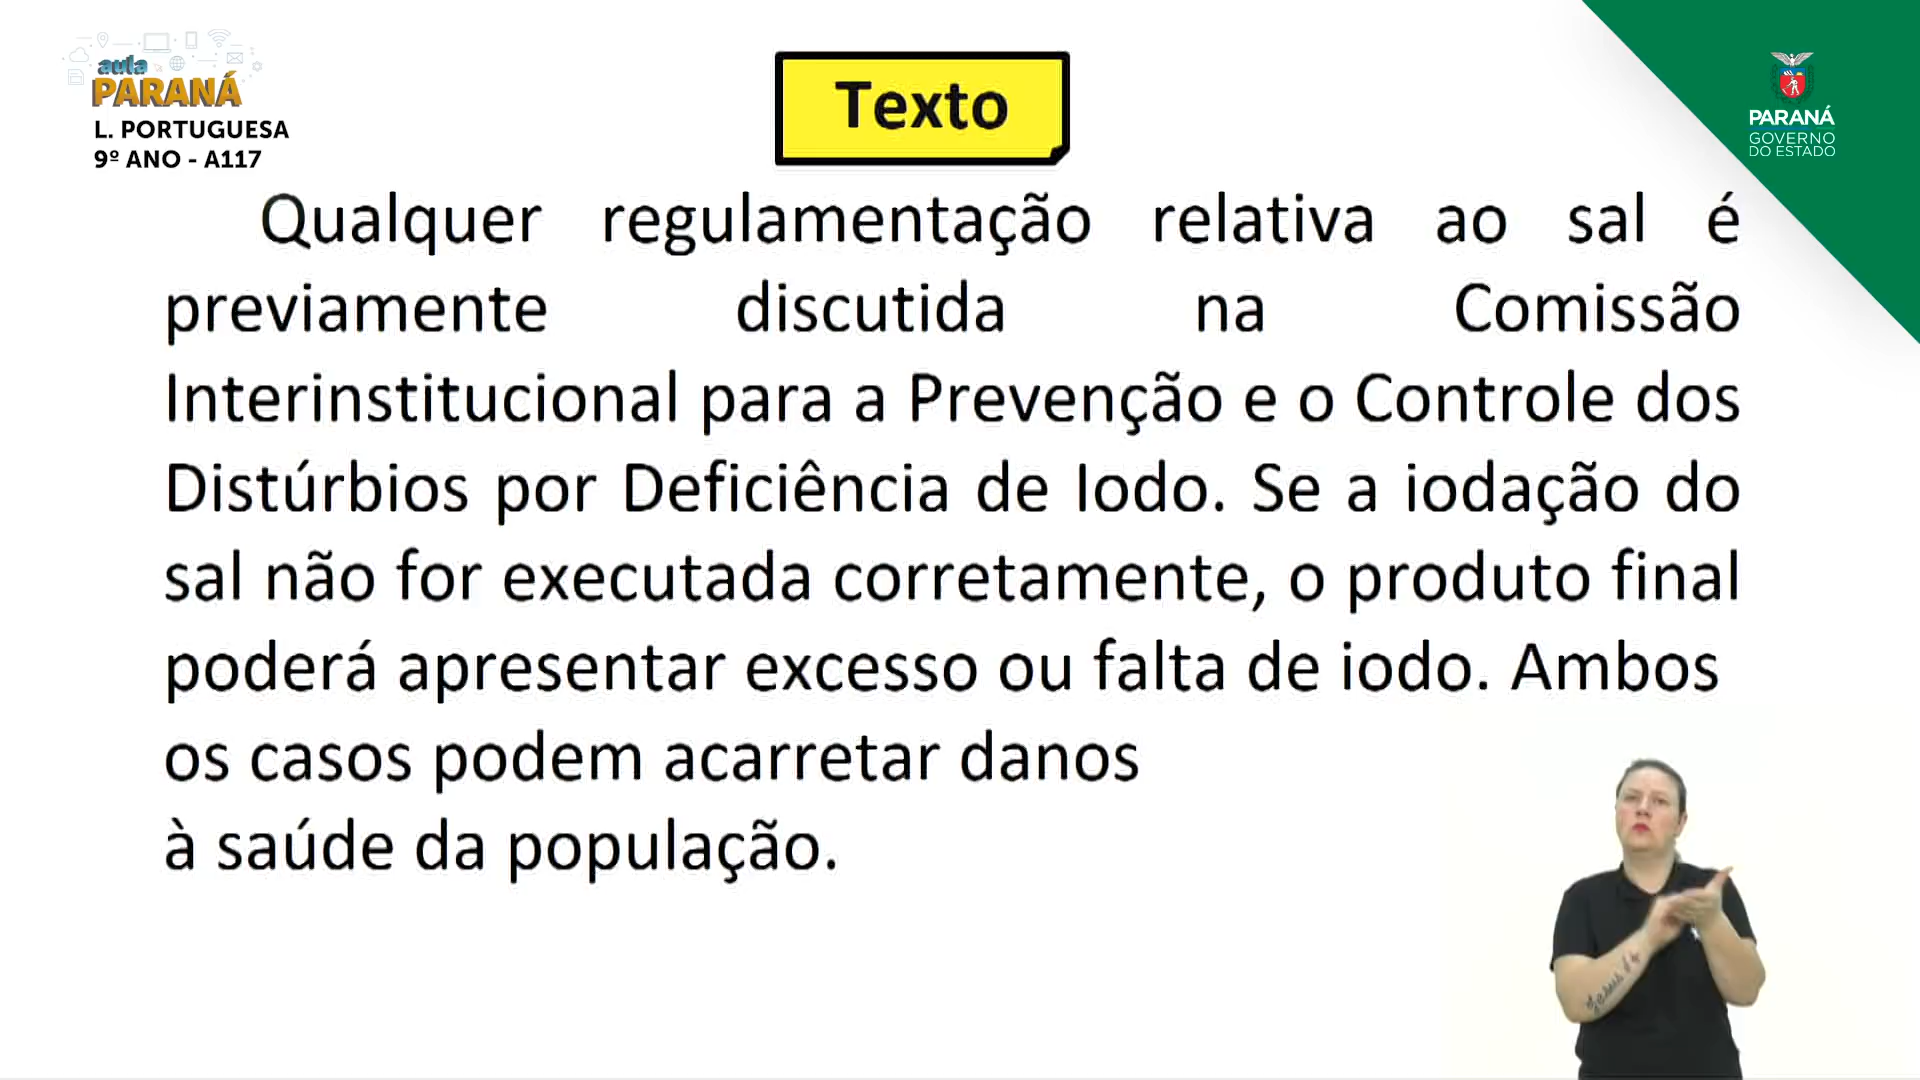 aula
PARANÁ
L. PORTUGUESA
9º ANO - A117
Texto
PARANÁ
GOVERNO
DO ESTADO
Qualquer regulamentação relativa ao sal é
previamente discutida na Comissão
Interinstitucional para a Prevenção e o Controle dos
Distúrbios por Deficiência de Iodo. Se a iodação do
sal não for executada corretamente, o produto final
poderá apresentar excesso ou falta de iodo. Ambos
os casos podem acarretar danos
à saúde da população.